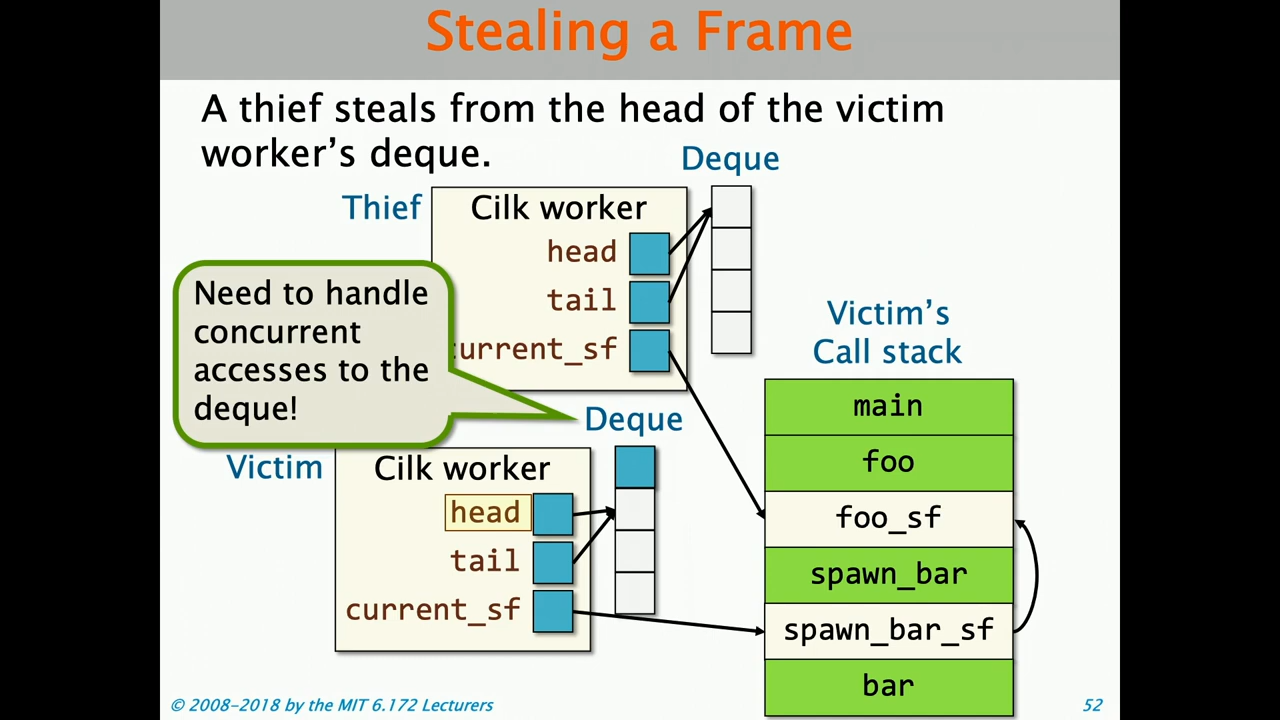 Stealing a Frame
A thief steals from the head of the victim
worker's deque.
Deque
Thief
Cilk worker
head
tail
current_sf
Need to handle
concurrent
accesses to the
deque!
Victim's
Call stack
main
foo
foo_sf
spawn_bar
spawn_bar_sf
bar
Deque
Victim
Cilk worker
head
tail
current_sf
© 2008-2018 by the MIT 6.172 Lecturers
52